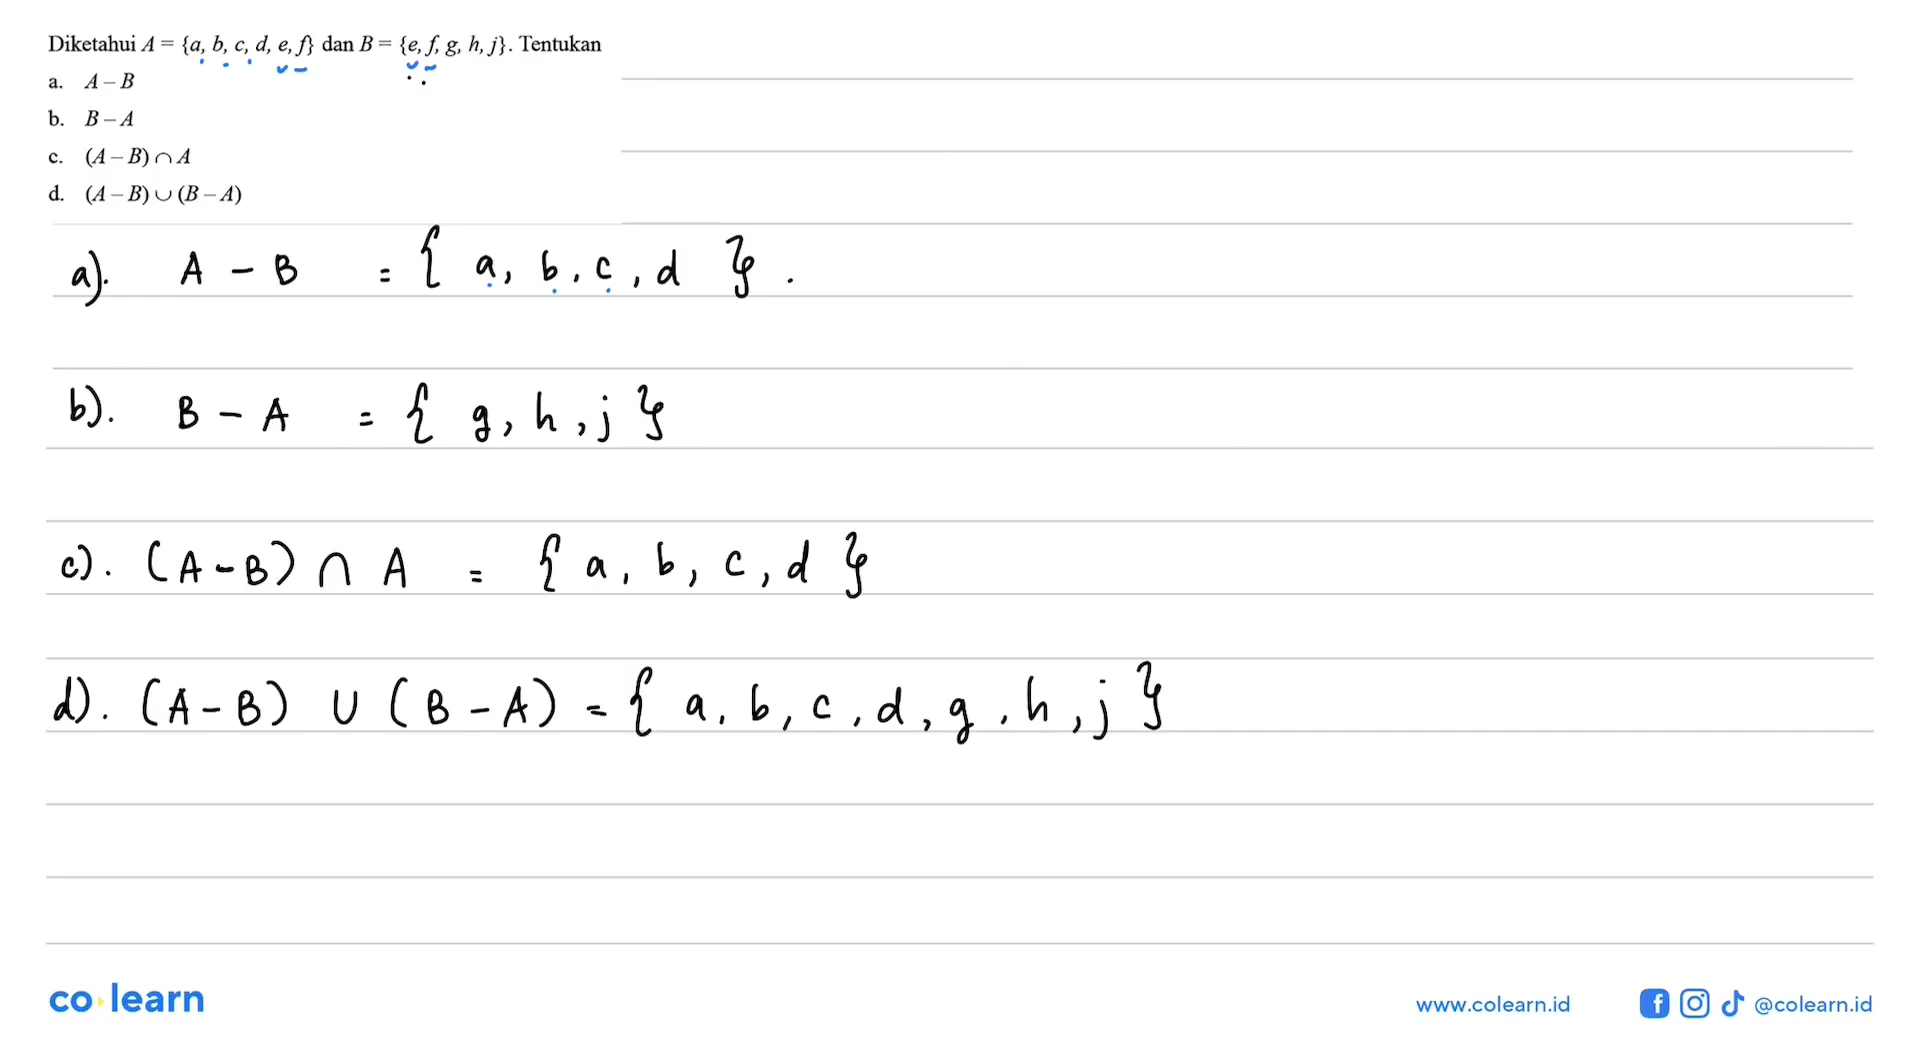 Diketahui A = {a, b, c, d, e, f} dan B = {e, f, g, h, j}. Tentukan
a. A – B
b. B – A
c. (A – B) ∩ A
d. (A – B) ∪ (B – A)
a). A - B = { a, b, c, d } .
b). B - A = { g, h, j }
c). (A - B) ∩ A = { a, b, c, d }
d). (A - B) ∪ (B - A) = { a, b, c, d, g, h, j }
co learn
www.colearn.id @colearn.id